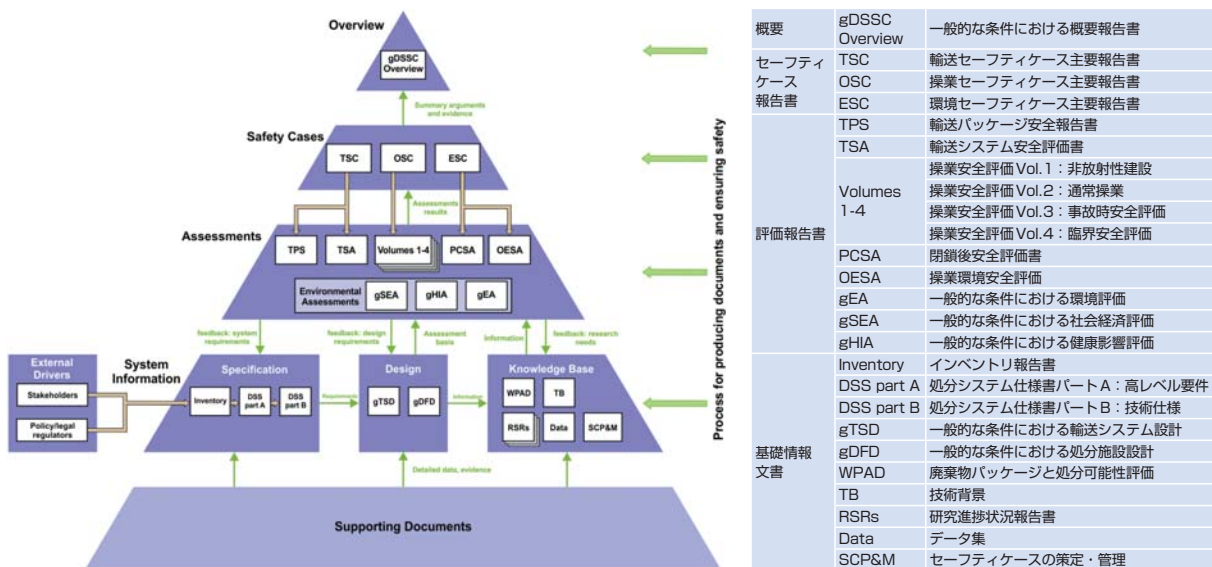 Overview
gDSSC
Overview
Summary arguments
and evidence
Safety Cases
TSC
OSC
ESC
Assessments
results
Assessments
TPS
TSA
Volumes 1-4
PCSA
OESA
Environmental
Assessments
gSEA
gHIA
gEA
feedback: system
requirements
feedback: design
requirements
Assessment
basis
Information
feedback: research
needs
External
Drivers
Stakeholders
Policy/legal
regulators
System
Information
Specification
Inventory
DSS
part A
DSS
part B
Requirements
Design
gTSD
gDFD
Information
Knowledge Base
WPAD
TB
RSRs
Data
SCP&M
Detailed data, evidence
Supporting Documents
Process for producing documents and ensuring safety
概要
gDSSC
Overview
一般的な条件における概要報告書
セーフティ
ケース
報告書
TSC 輸送セーフティケース主要報告書
OSC 操業セーフティケース主要報告書
ESC 環境セーフティケース主要報告書
評価報告書
TPS 輸送パッケージ安全報告書
TSA 輸送システム安全評価書
Volumes
1-4
操業安全評価Vol.1：非放射性建設
操業安全評価Vol.2：通常操業
操業安全評価Vol.3：事故時安全評価
操業安全評価Vol.4：臨界安全評価
PCSA 閉鎖後安全評価書
OESA 操業環境安全評価
gEA 一般的な条件における環境評価
gSEA 一般的な条件における社会経済評価
gHIA 一般的な条件における健康影響評価
基礎情報
文書
Inventory インベントリ報告書
DSS part A 処分システム仕様書パートA：高レベル要件
DSS part B 処分システム仕様書パートB：技術仕様
gTSD 一般的な条件における輸送システム設計
gDFD 一般的な条件における処分施設設計
WPAD 廃棄物パッケージと処分可能性評価
TB 技術背景
RSRs 研究進捗状況報告書
Data データ集
SCP&M セーフティケースの策定・管理